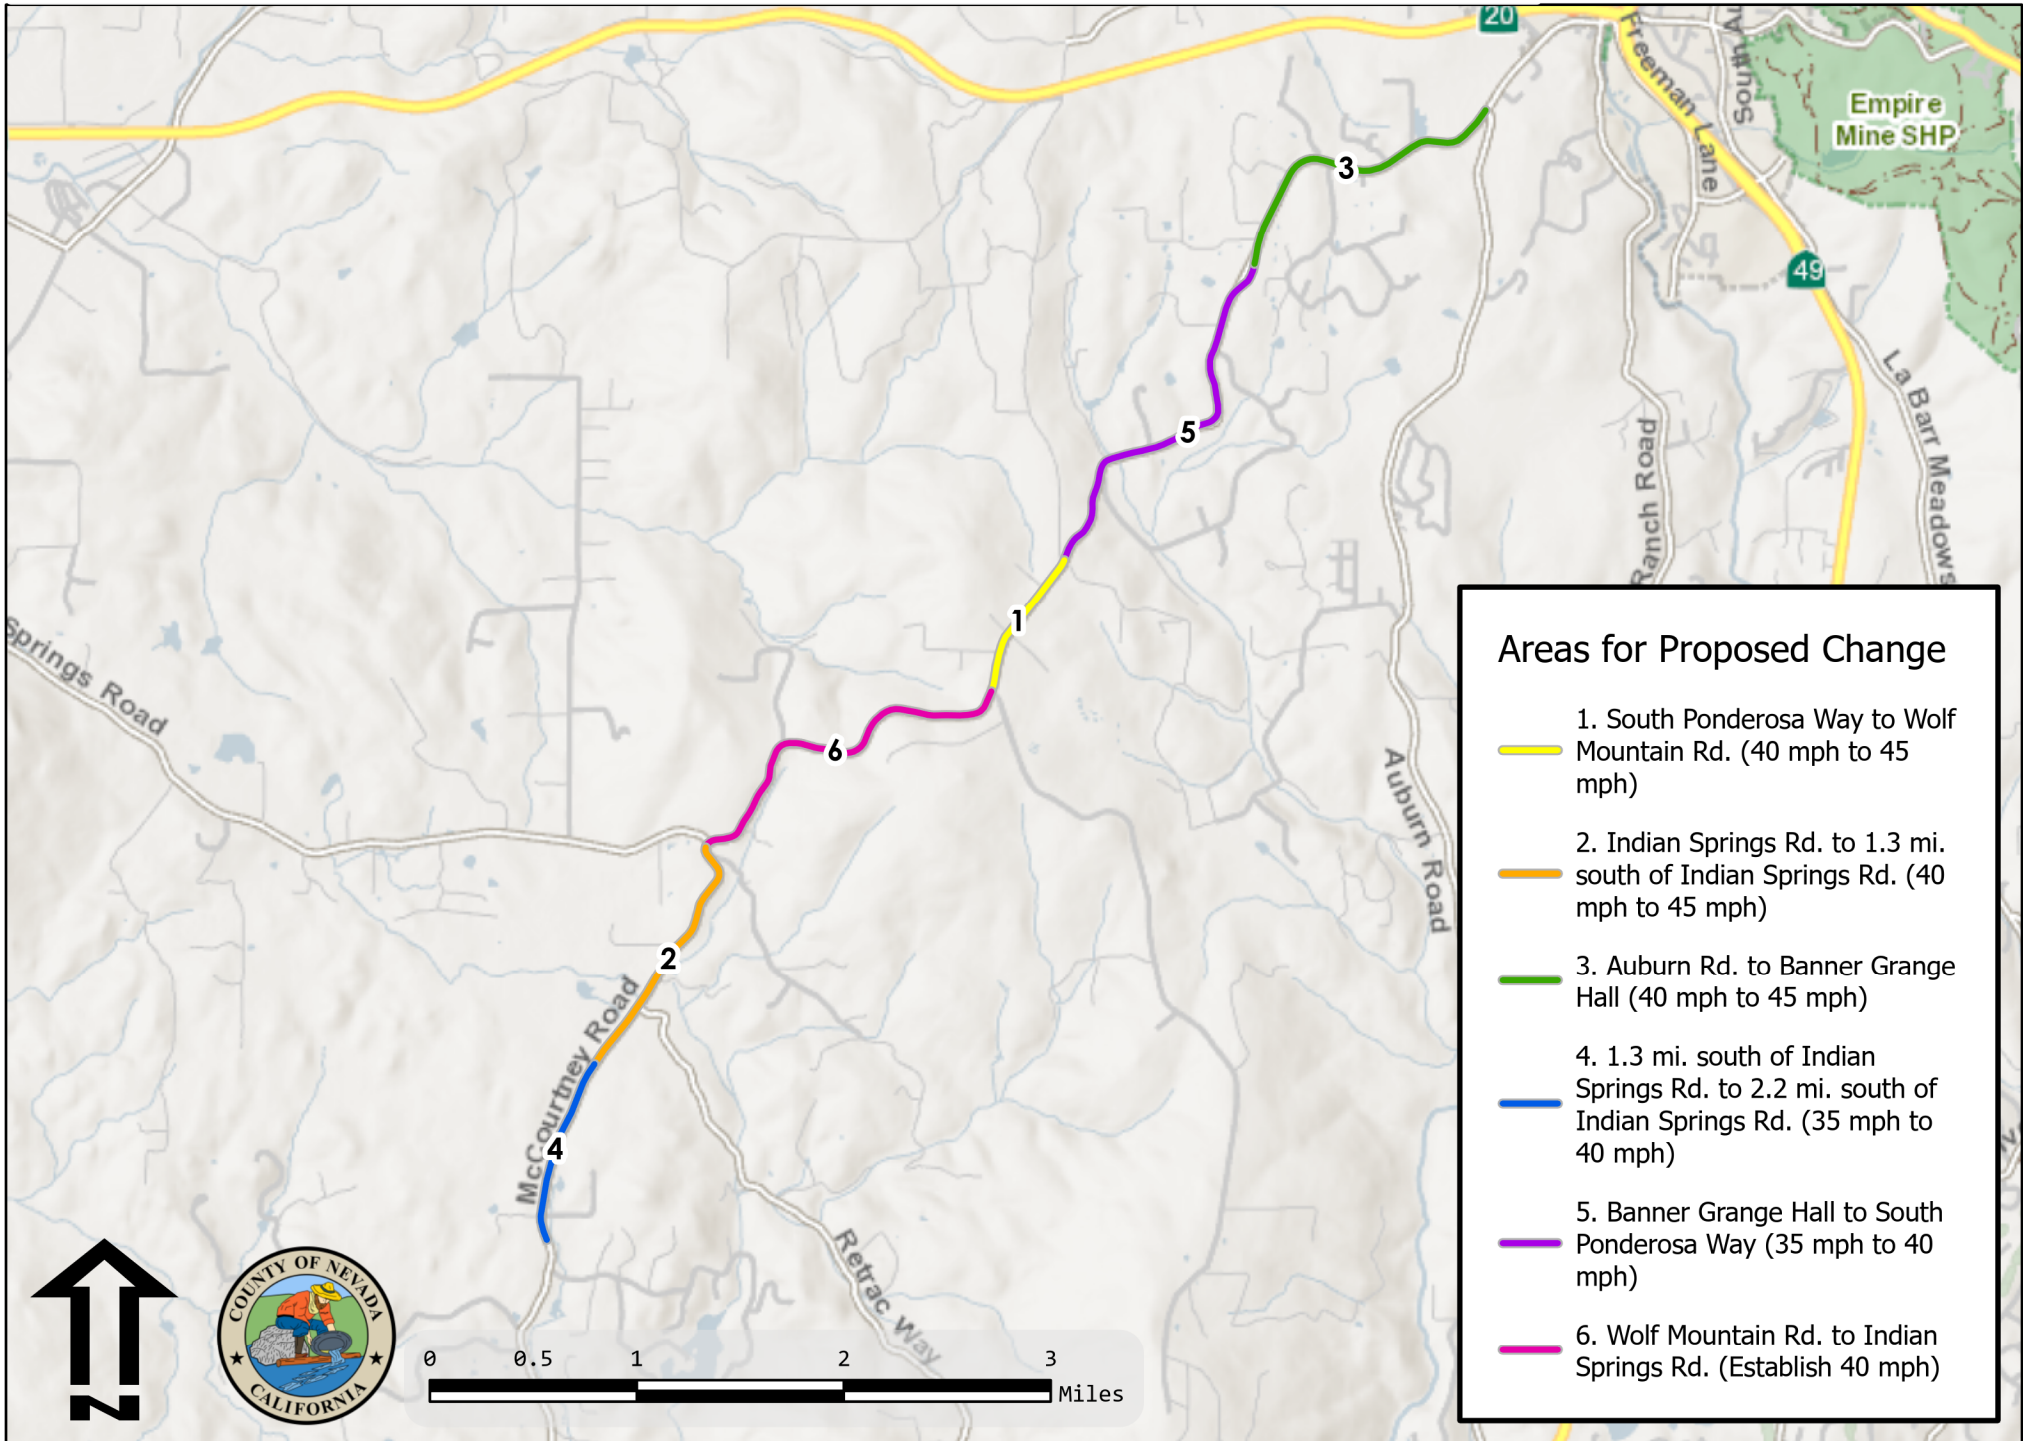 20
Freeman Lane
South Au
Empire
Mine SHP
3
49
La Barr Meadows
5
Ranch Road
1
Springs Road
6
Auburn Road
2
McCourtney Road
4
Retrac Way
Areas for Proposed Change
1. South Ponderosa Way to Wolf
Mountain Rd. (40 mph to 45
mph)
2. Indian Springs Rd. to 1.3 mi.
south of Indian Springs Rd. (40
mph to 45 mph)
3. Auburn Rd. to Banner Grange
Hall (40 mph to 45 mph)
4. 1.3 mi. south of Indian
Springs Rd. to 2.2 mi. south of
Indian Springs Rd. (35 mph to
40 mph)
5. Banner Grange Hall to South
Ponderosa Way (35 mph to 40
mph)
6. Wolf Mountain Rd. to Indian
Springs Rd. (Establish 40 mph)
N
COUNTY OF NEVADA
CALIFORNIA
0 0.5 1 2 3
Miles